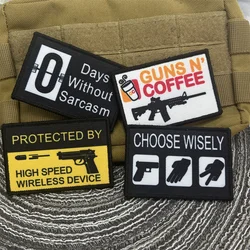 0 Days
Without
Sarcasm
GUNS N'
COFFEE
PROTECTED BY
HIGH SPEED
WIRELESS DEVICE
CHOOSE WISELY